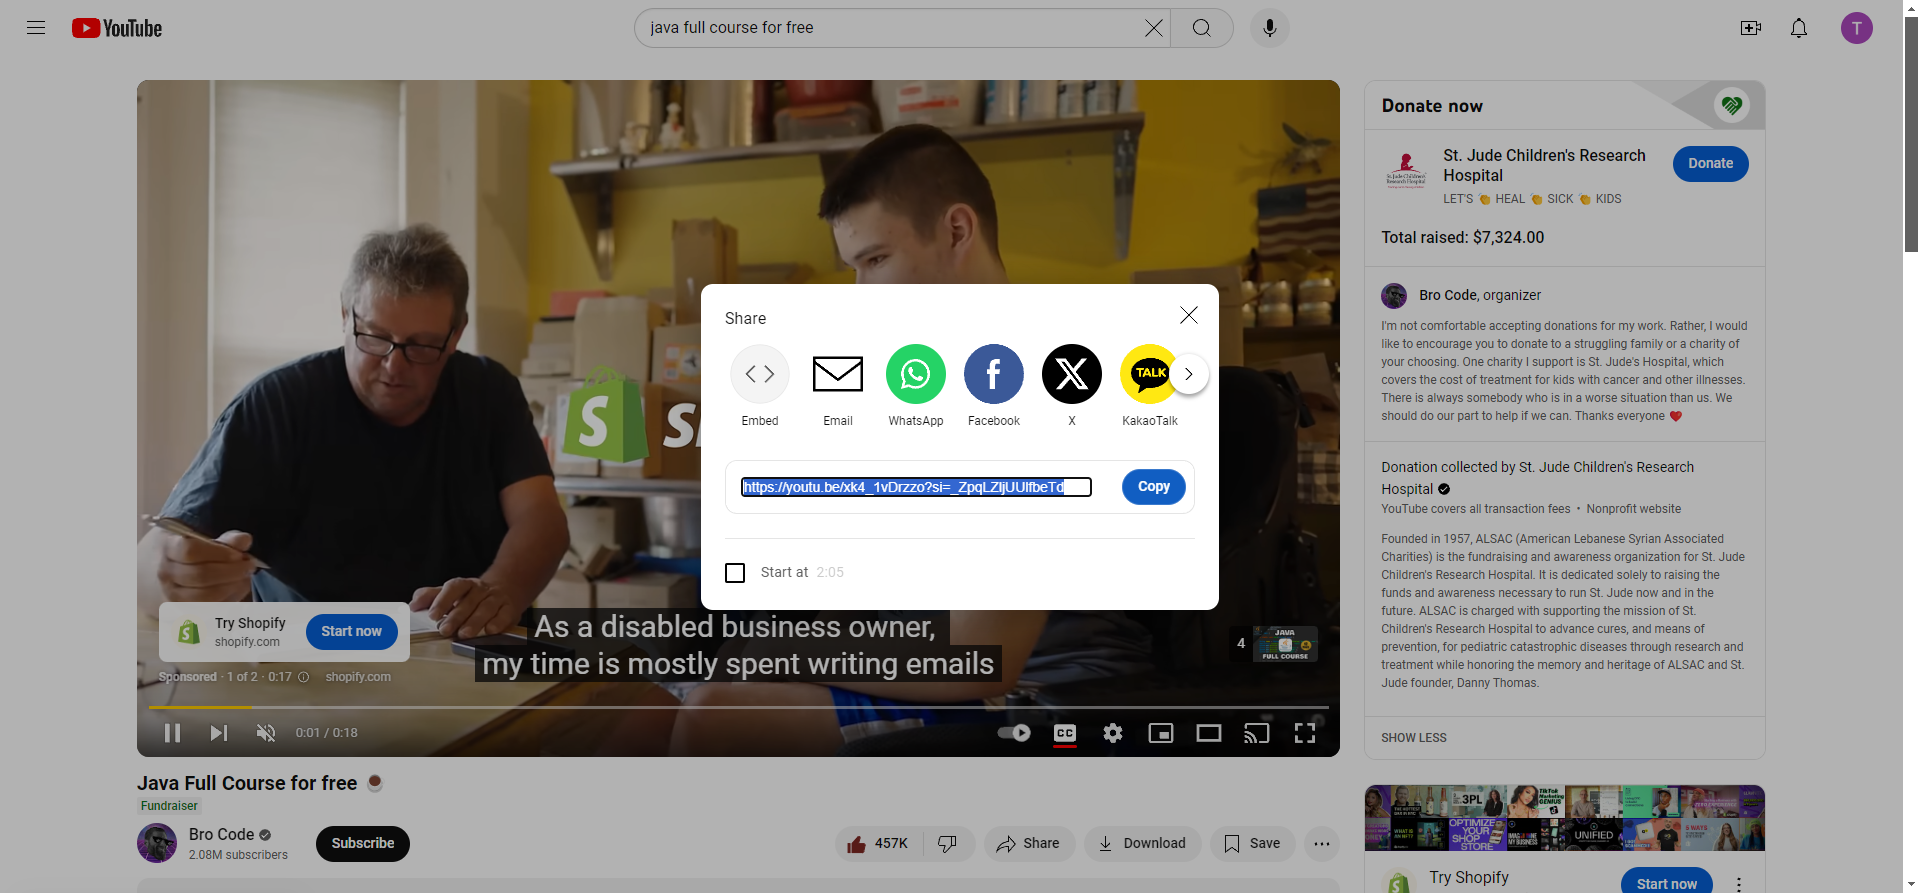 YouTube
java full course for free
T
Donate now
St. Jude Children's Research
Hospital
LET'S 👏 HEAL 👏 SICK 👏 KIDS
Donate
Total raised: $7,324.00
Bro Code, organizer
I'm not comfortable accepting donations for my work. Rather, I would
like to encourage you to donate to a struggling family or a charity of
your choosing. One charity I support is St. Jude's Hospital, which
covers the cost of treatment for kids with cancer and other illnesses.
There is always somebody who is in a worse situation than us. We
should do our part to help if we can. Thanks everyone ❤️
Donation collected by St. Jude Children's Research
Hospital
YouTube covers all transaction fees • Nonprofit website
Founded in 1957, ALSAC (American Lebanese Syrian Associated
Charities) is the fundraising and awareness organization for St. Jude
Children's Research Hospital. It is dedicated solely to raising the
funds and awareness necessary to run St. Jude now and in the
future. ALSAC is charged with supporting the mission of St.
Children's Research Hospital to advance cures, and means of
prevention, for pediatric catastrophic diseases through research and
treatment while honoring the memory and heritage of ALSAC and St.
Jude founder, Danny Thomas.
SHOW LESS
Share
Embed
Email
WhatsApp
Facebook
X
TALK
KakaoTalk
https://youtu.be/xk4_1vDrzzo?si=_ZpqLZIjUUlfbeTd
Copy
Start at 2:05
Try Shopify
shopify.com
Start now
As a disabled business owner,
my time is mostly spent writing emails
4
JAVA
FULL COURSE
Sponsored · 1 of 2 · 0:17
shopify.com
0:01 / 0:18
CC
Java Full Course for free
Fundraiser
Bro Code
2.08M subscribers
Subscribe
457K
Share
Download
Save
3PL
TikTok
Marketing
GENIUS
OPTIMIZE
YOUR
SHOP
STORE
UNIFIED
Try Shopify
Start now